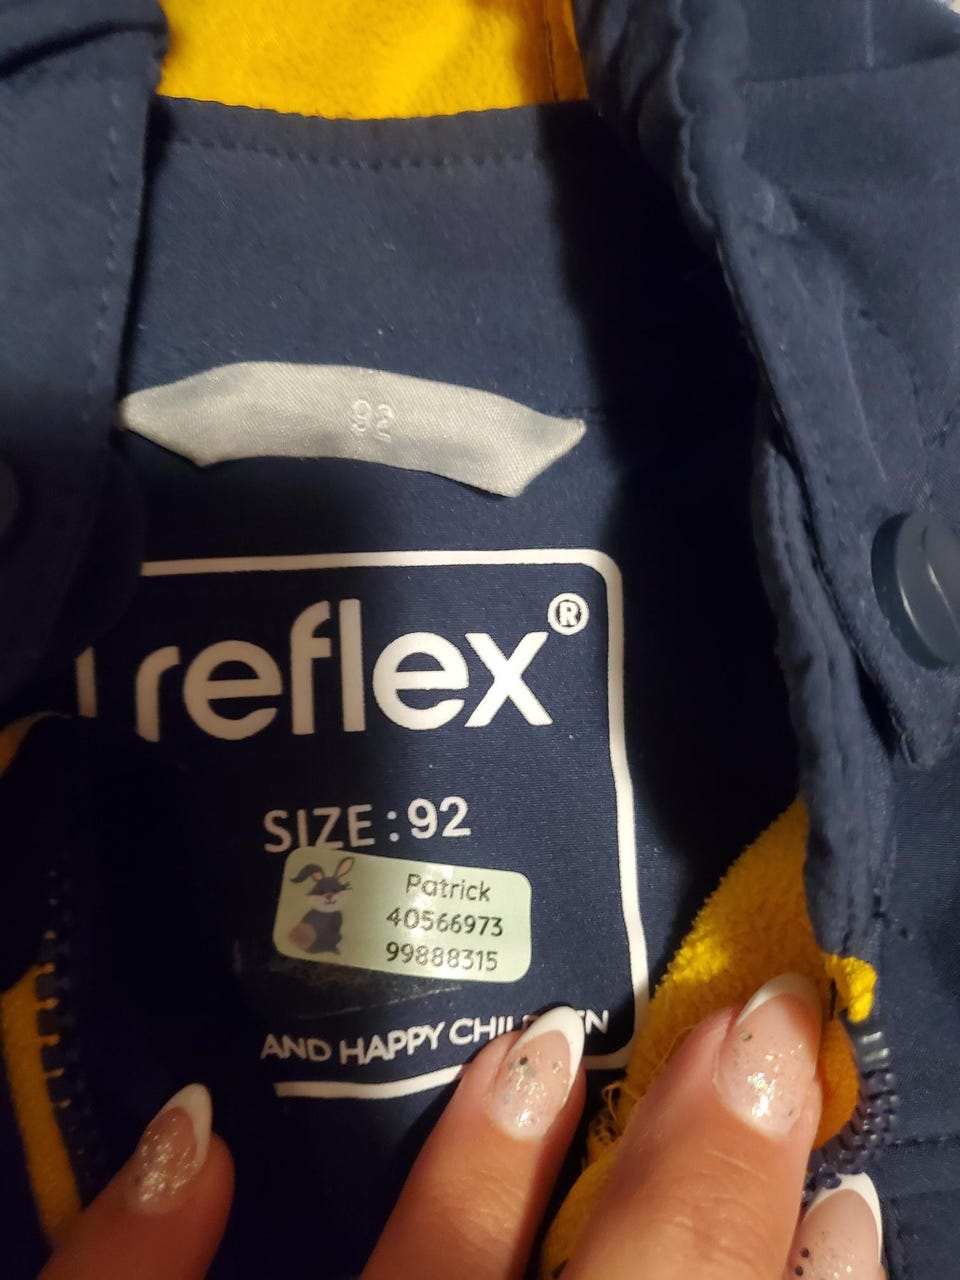 92
reflex®
SIZE: 92
Patrick
40566973
99888315
AND HAPPY